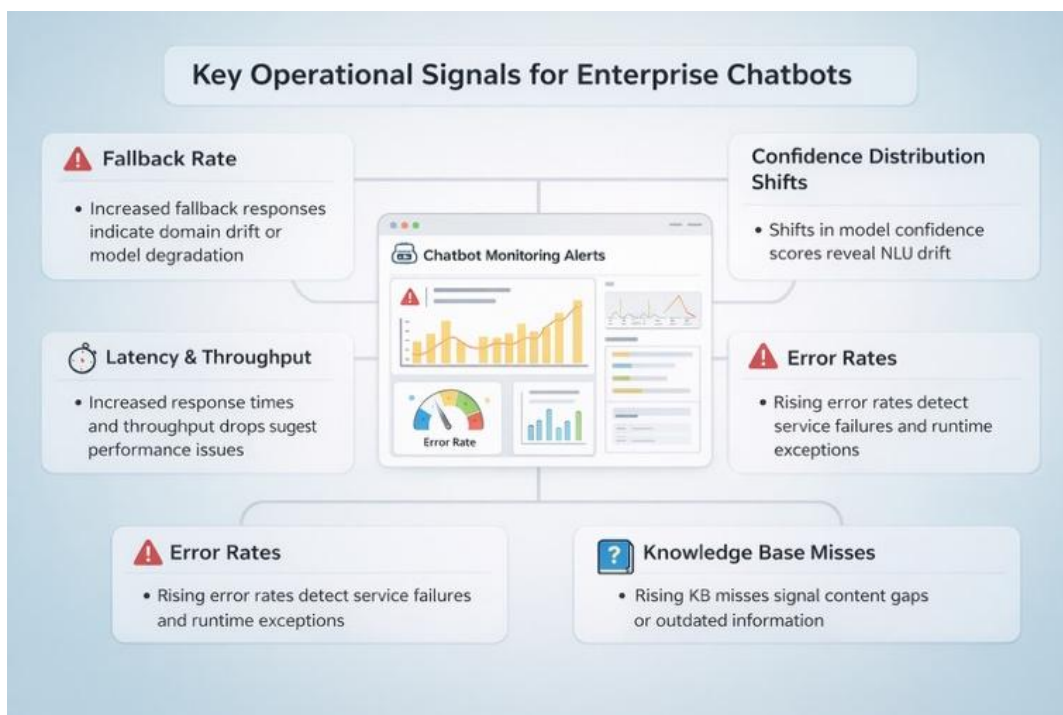 Key Operational Signals for Enterprise Chatbots
Fallback Rate
• Increased fallback responses
indicate domain drift or
model degradation
Confidence Distribution
Shifts
• Shifts in model confidence
scores reveal NLU drift
Chatbot Monitoring Alerts
Error Rate
Latency & Throughput
• Increased response times
and throughput drops sugest
performance issues
Error Rates
• Rising error rates detect
service failures and runtime
exceptions
Error Rates
• Rising error rates detect service failures
and runtime exceptions
?
Knowledge Base Misses
• Rising KB misses signal content gaps
or outdated information